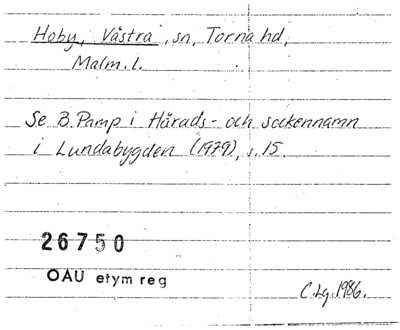 Hoby, Västra, sn, Torna hd,
Malm. l.
Se B. Pamp i Härads- och sockennamn
i Lundabygden (1979), s. 15.
26750
OAU etym reg
C. Lg. 1986.